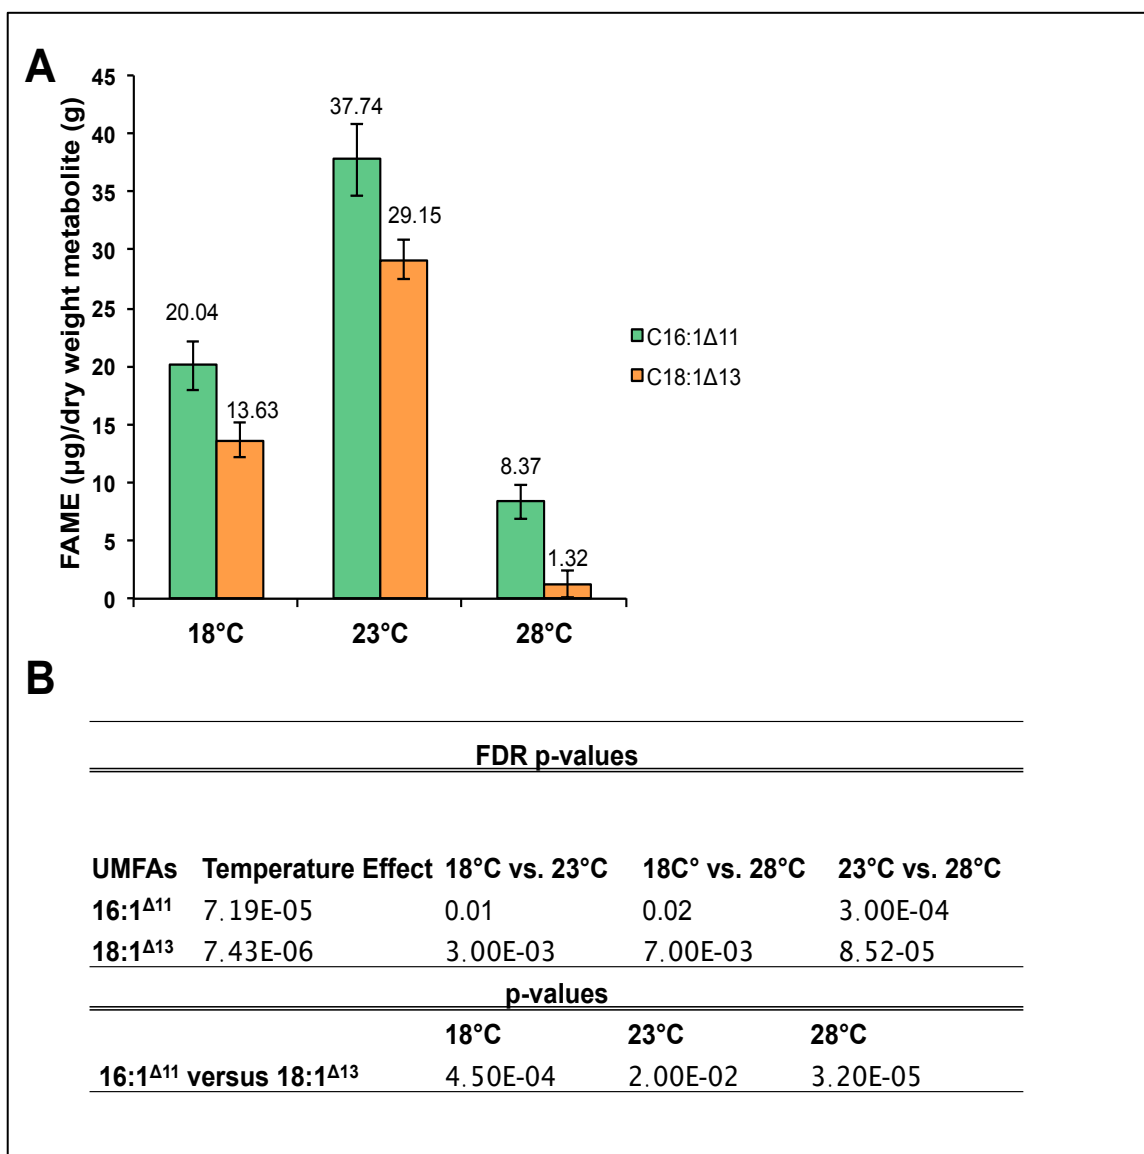 A
FAME (µg)/dry weight metabolite (g)
45
40
35
30
25
20
15
10
5
0
20.04
13.63
37.74
29.15
8.37
1.32
18°C 23°C 28°C
C16:1Δ11
C18:1Δ13
B
FDR p-values
UMFAs Temperature Effect 18°C vs. 23°C 18C° vs. 28°C 23°C vs. 28°C
16:1Δ11 7.19E-05 0.01 0.02 3.00E-04
18:1Δ13 7.43E-06 3.00E-03 7.00E-03 8.52-05
p-values
18°C 23°C 28°C
16:1Δ11 versus 18:1Δ13 4.50E-04 2.00E-02 3.20E-05